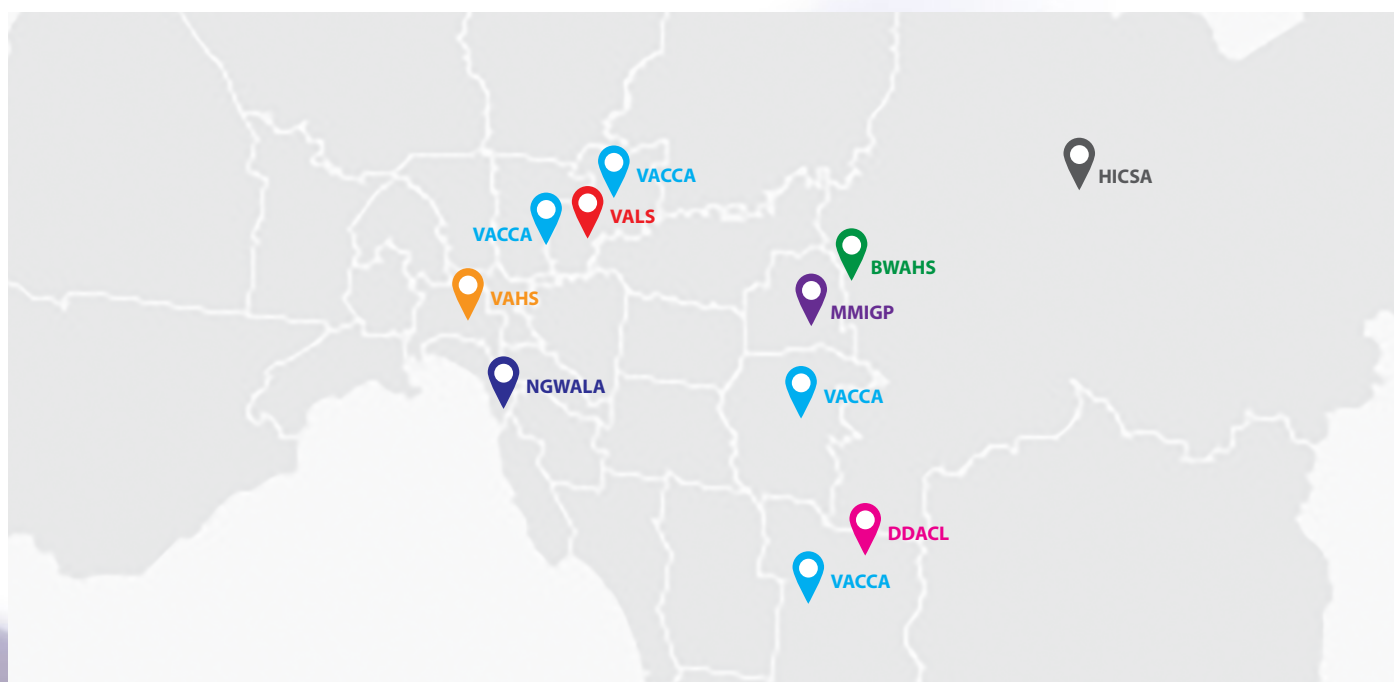 VACCA
HICSA
VALS
VACCA
BWAHS
VAHS
MMIGP
NGWALA
VACCA
DDACL
VACCA